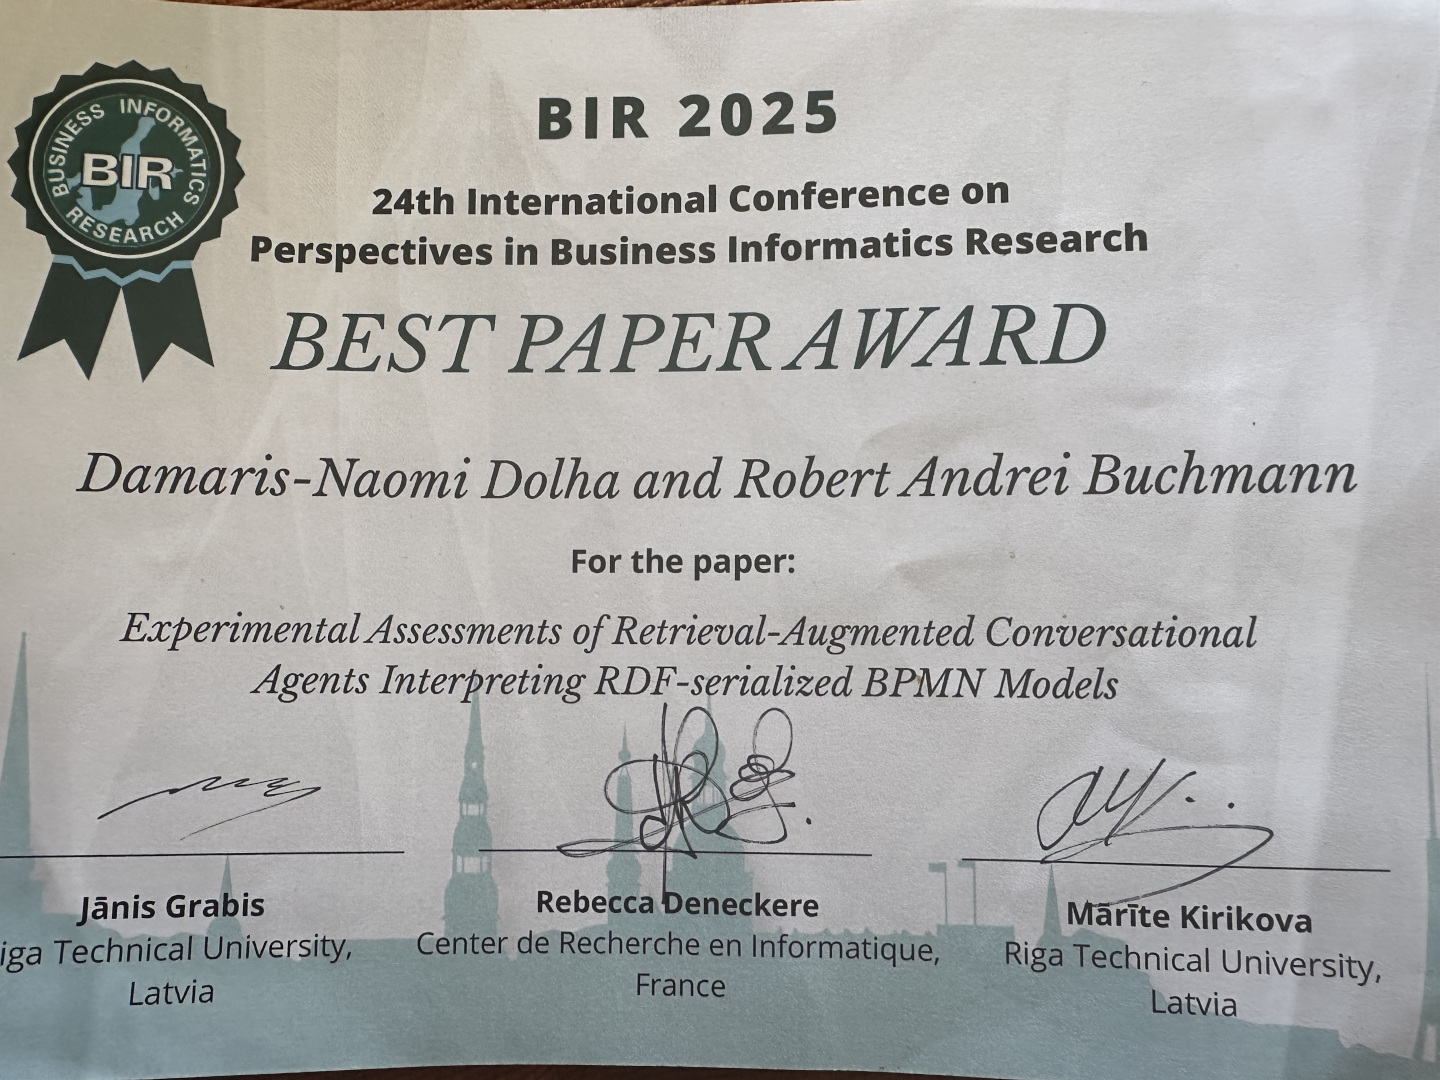 BUSINESS INFORMATICS
BIR
RESEARCH
BIR 2025
24th International Conference on
Perspectives in Business Informatics Research
BEST PAPER AWARD
Damaris-Naomi Dolha and Robert Andrei Buchmann
For the paper:
Experimental Assessments of Retrieval-Augmented Conversational
Agents Interpreting RDF-serialized BPMN Models
Jānis Grabis
iga Technical University,
Latvia
Rebecca Deneckere
Center de Recherche en Informatique,
France
Mārīte Kirikova
Riga Technical University,
Latvia